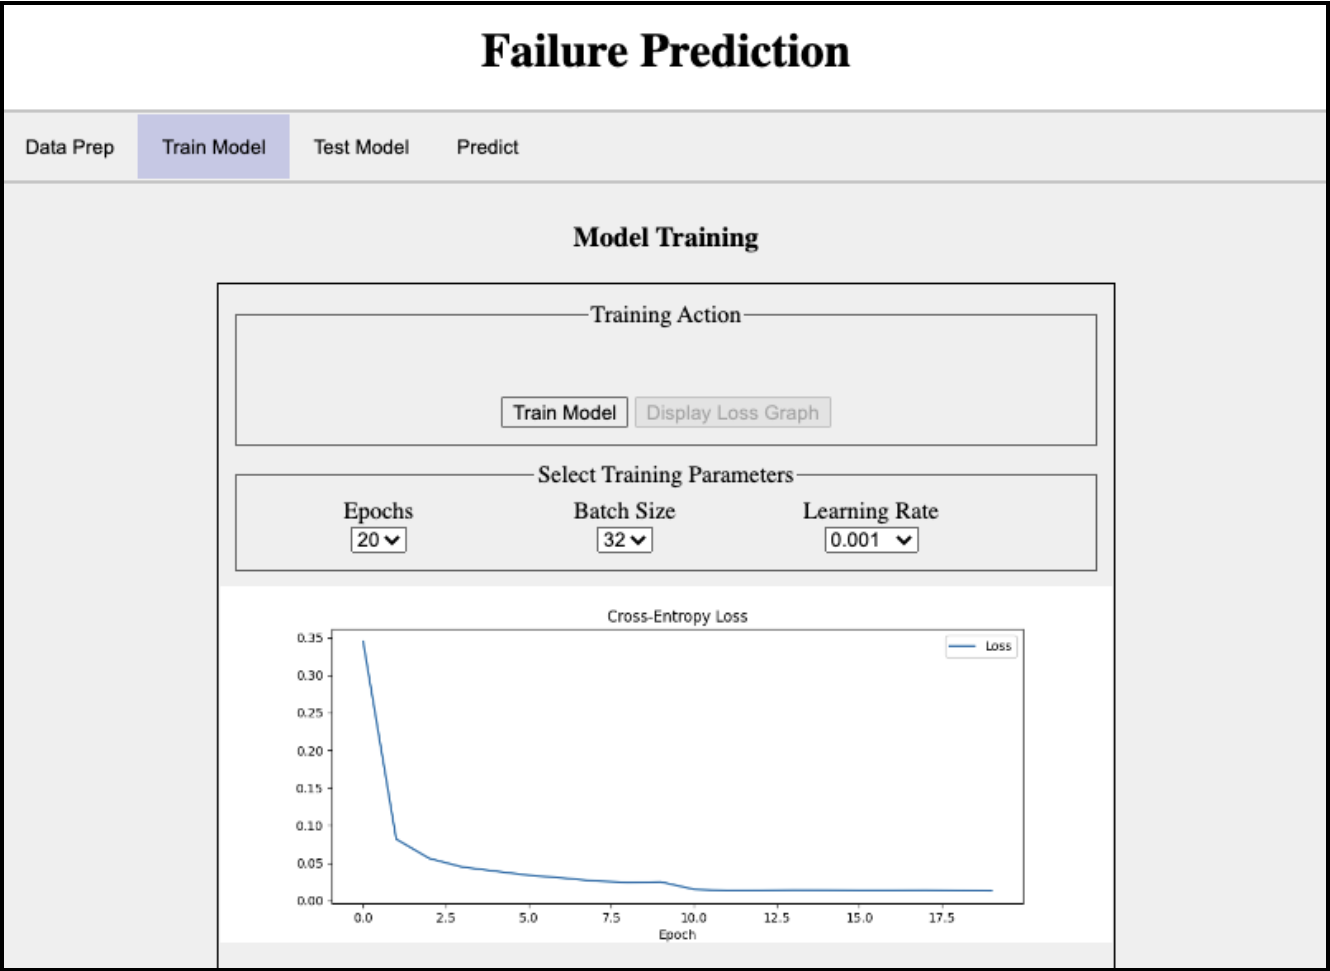 Failure Prediction
Data Prep Train Model Test Model Predict
Model Training
Training Action
Train Model Display Loss Graph
Select Training Parameters
Epochs Batch Size Learning Rate
20 32 0.001
Cross-Entropy Loss
Loss
0.35
0.30
0.25
0.20
0.15
0.10
0.05
0.00
0.0 2.5 5.0 7.5 10.0 12.5 15.0 17.5
Epoch